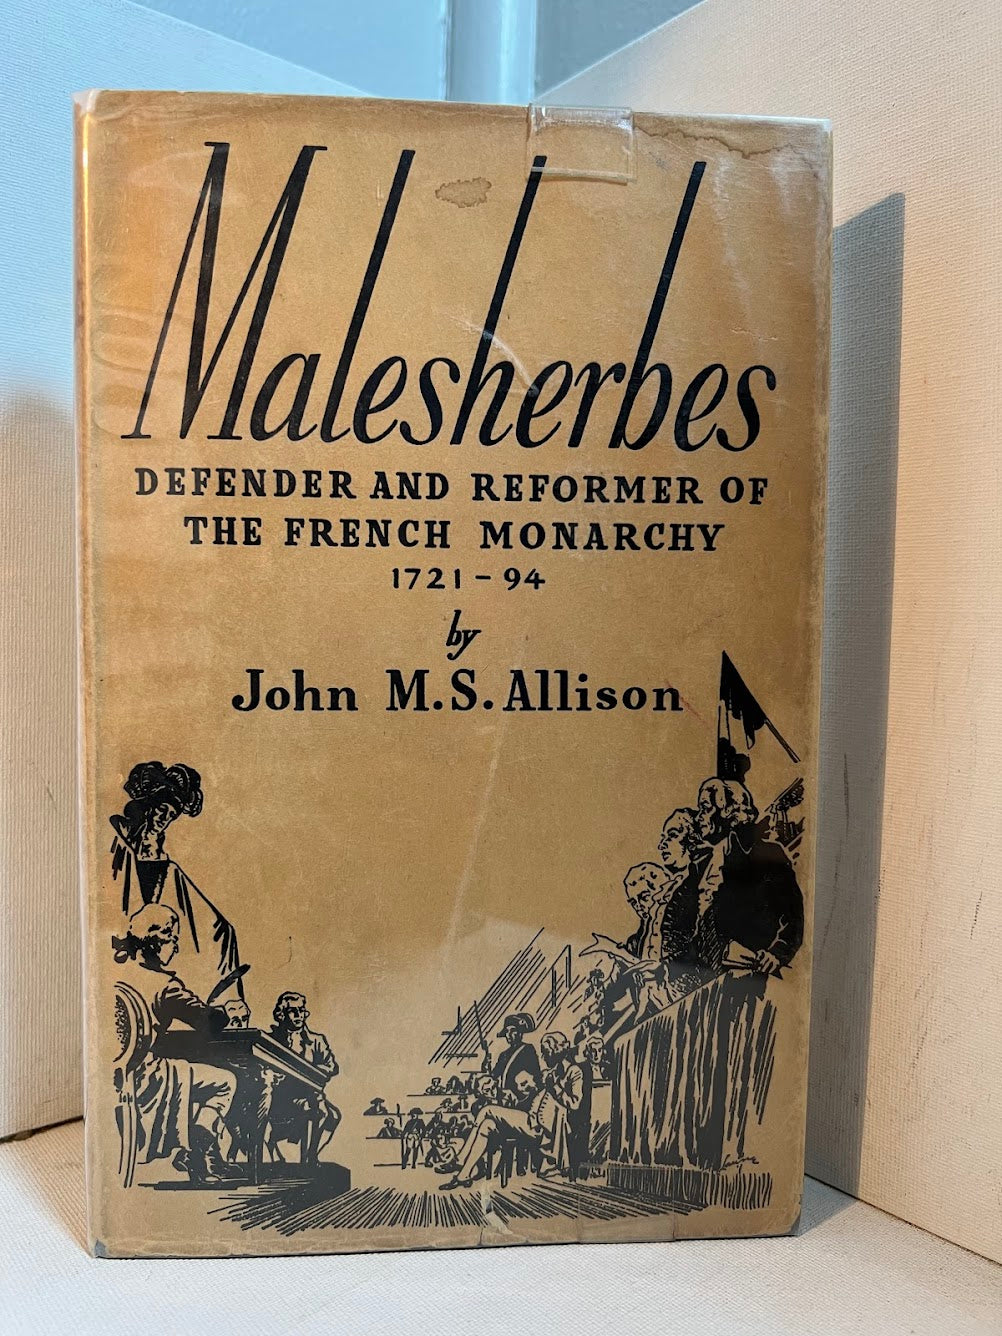 Malesherbes
DEFENDER AND REFORMER OF
THE FRENCH MONARCHY
1721-94
by
John M.S. Allison